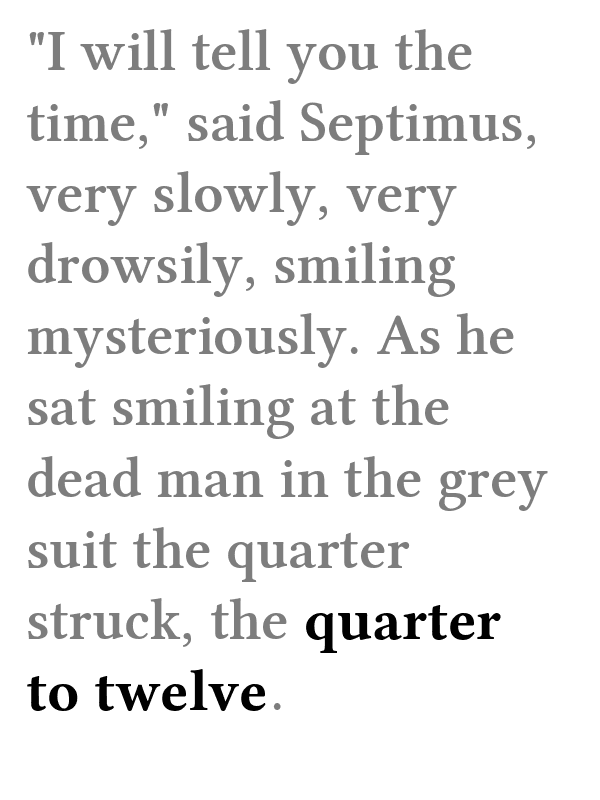 "I will tell you the
time," said Septimus,
very slowly, very
drowsily, smiling
mysteriously. As he
sat smiling at the
dead man in the grey
suit the quarter
struck, the quarter
to twelve.